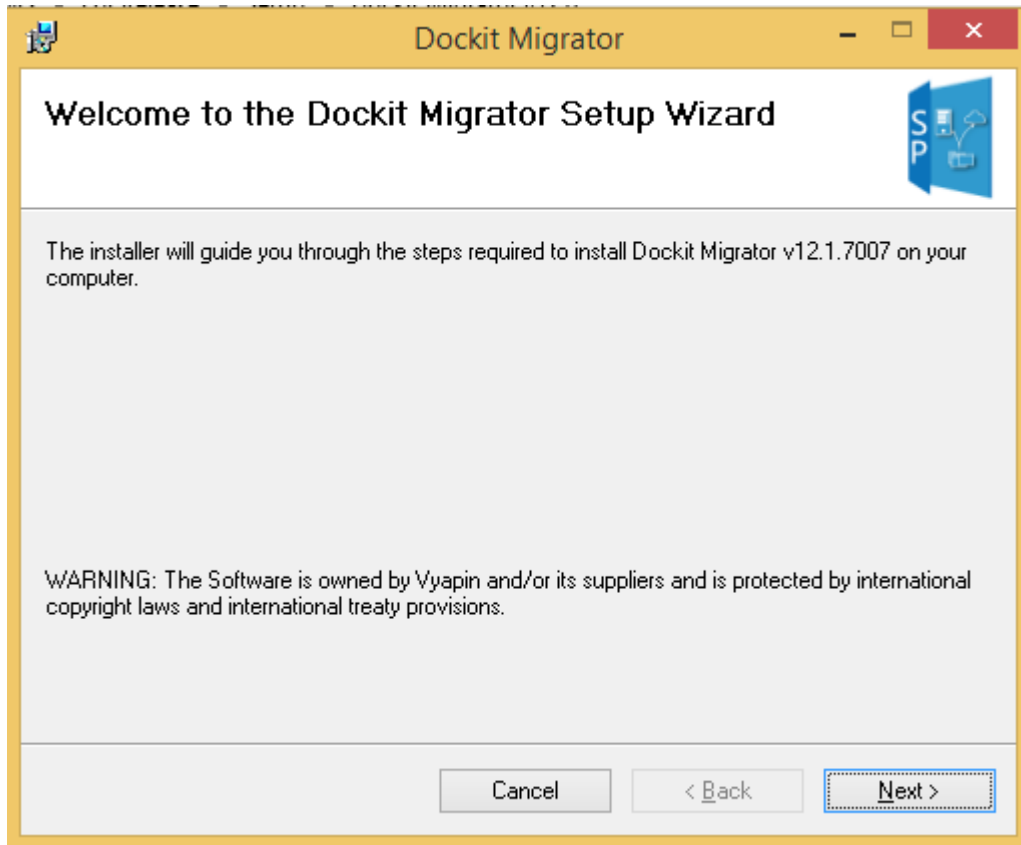 Dockit Migrator
Welcome to the Dockit Migrator Setup Wizard
S
P
The installer will guide you through the steps required to install Dockit Migrator v12.1.7007 on your
computer.
WARNING: The Software is owned by Vyapin and/or its suppliers and is protected by international
copyright laws and international treaty provisions.
Cancel
< Back
Next >